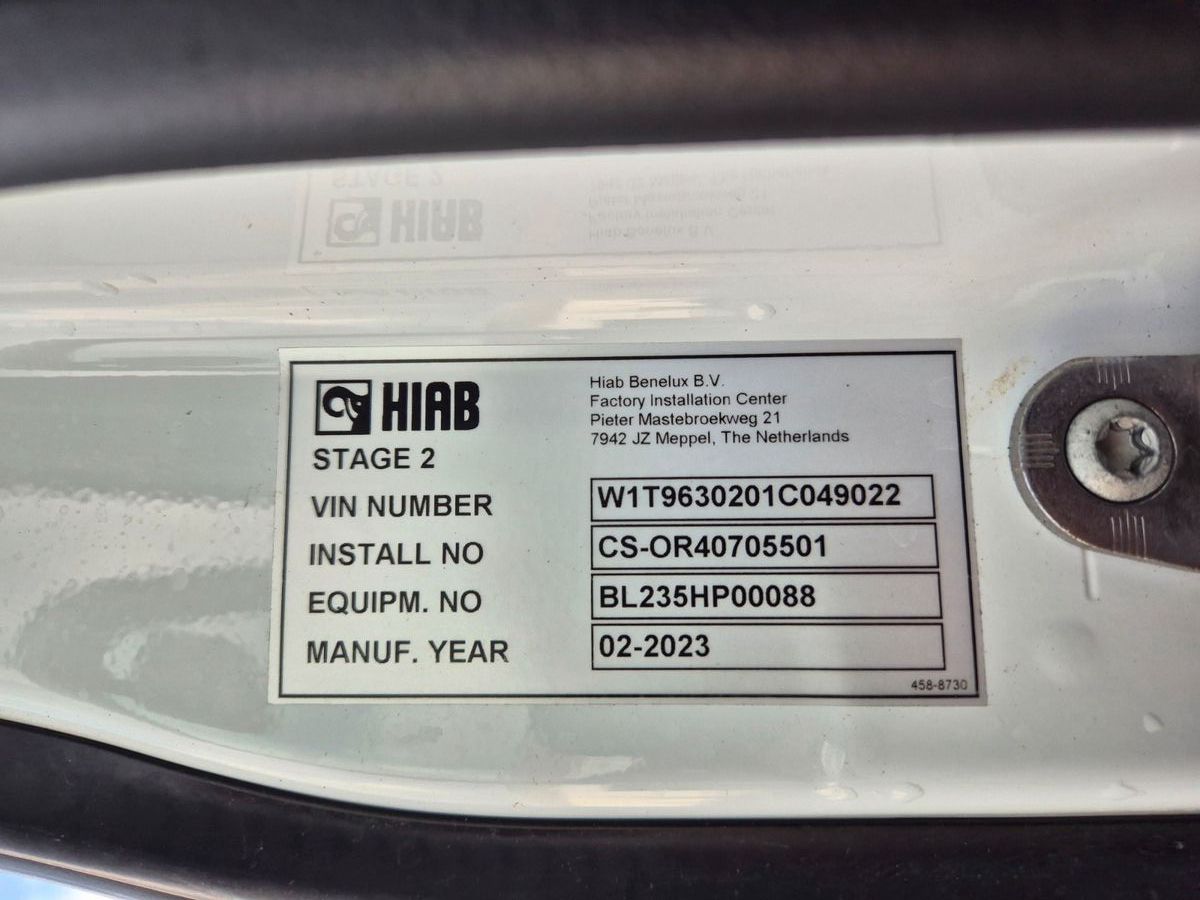 HIAB
Hiab Benelux B.V.
Factory Installation Center
Pieter Mastebroekweg 21
7942 JZ Meppel, The Netherlands
STAGE 2
VIN NUMBER W1T9630201C049022
INSTALL NO CS-OR40705501
EQUIPM. NO BL235HP00088
MANUF. YEAR 02-2023
458-8730